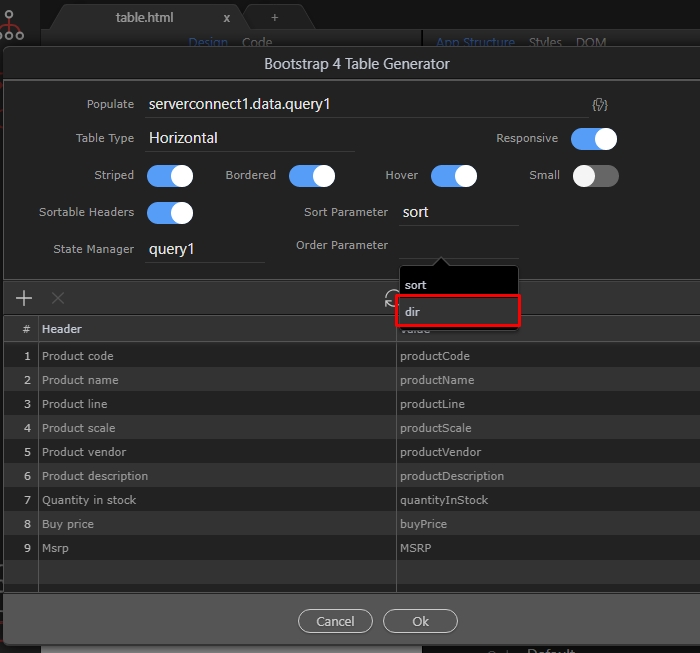 table.html x +
Design Code App Structure Styles DOM
Bootstrap 4 Table Generator
Populate serverconnect1.data.query1
Table Type Horizontal Responsive
Striped Bordered Hover Small
Sortable Headers Sort Parameter sort
State Manager query1 Order Parameter
sort
dir
# Header Value
1 Product code productCode
2 Product name productName
3 Product line productLine
4 Product scale productScale
5 Product vendor productVendor
6 Product description productDescription
7 Quantity in stock quantityInStock
8 Buy price buyPrice
9 Msrp MSRP
Cancel Ok
Default